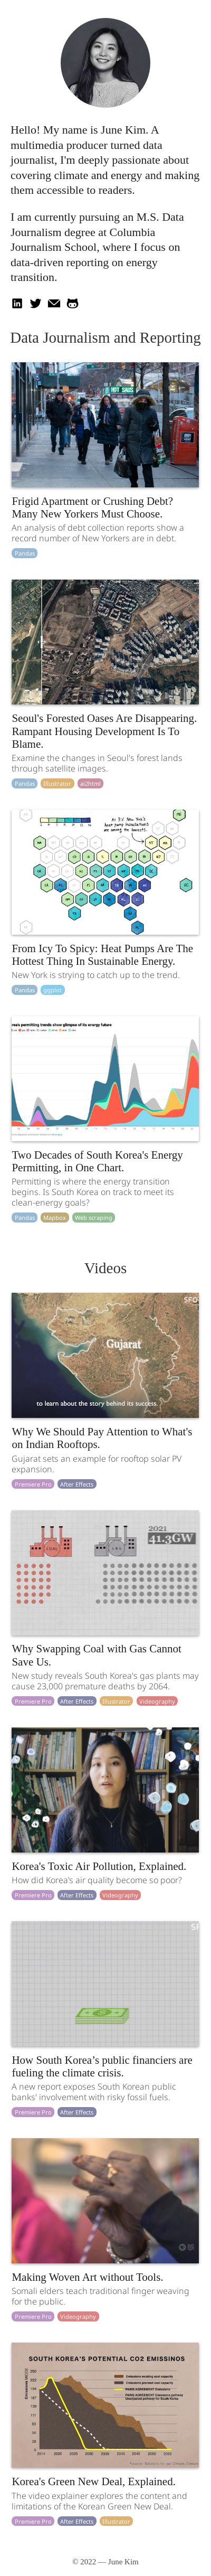 Hello! My name is June Kim. A
multimedia producer turned data
journalist, I'm deeply passionate about
covering climate and energy and making
them accessible to readers.
I am currently pursuing an M.S. Data
Journalism degree at Columbia
Journalism School, where I focus on
data-driven reporting on energy
transition.
Data Journalism and Reporting
Frigid Apartment or Crushing Debt?
Many New Yorkers Must Choose.
An analysis of debt collection reports show a
record number of New Yorkers are in debt.
Pandas
Seoul's Forested Oases Are Disappearing.
Rampant Housing Development Is To
Blame.
Examine the changes in Seoul's forest lands
through satellite images.
Pandas Illustrator ai2html
From Icy To Spicy: Heat Pumps Are The
Hottest Thing In Sustainable Energy.
New York is strying to catch up to the trend.
Pandas ggplot
Two Decades of South Korea's Energy
Permitting, in One Chart.
Permitting is where the energy transition
begins. Is South Korea on track to meet its
clean-energy goals?
Pandas Mapbox Web scraping
Videos
SFO
Gujarat
to learn about the story behind its success.
Why We Should Pay Attention to What's
on Indian Rooftops.
Gujarat sets an example for rooftop solar PV
expansion.
Premiere Pro After Effects
2021
41.3GW
Why Swapping Coal with Gas Cannot
Save Us.
New study reveals South Korea's gas plants may
cause 23,000 premature deaths by 2064.
Premiere Pro After Effects Illustrator Videography
Korea's Toxic Air Pollution, Explained.
How did Korea's air quality become so poor?
Premiere Pro After Effects Videography
How South Korea’s public financiers are
fueling the climate crisis.
A new report exposes South Korean public
banks' involvement with risky fossil fuels.
Premiere Pro After Effects
Making Woven Art without Tools.
Somali elders teach traditional finger weaving
for the public.
Premiere Pro Videography
SOUTH KOREA'S POTENTIAL CO2 EMISSINOS
Korea's Green New Deal, Explained.
The video explainer explores the content and
limitations of the Korean Green New Deal.
Premiere Pro After Effects Illustrator
© 2022 — June Kim